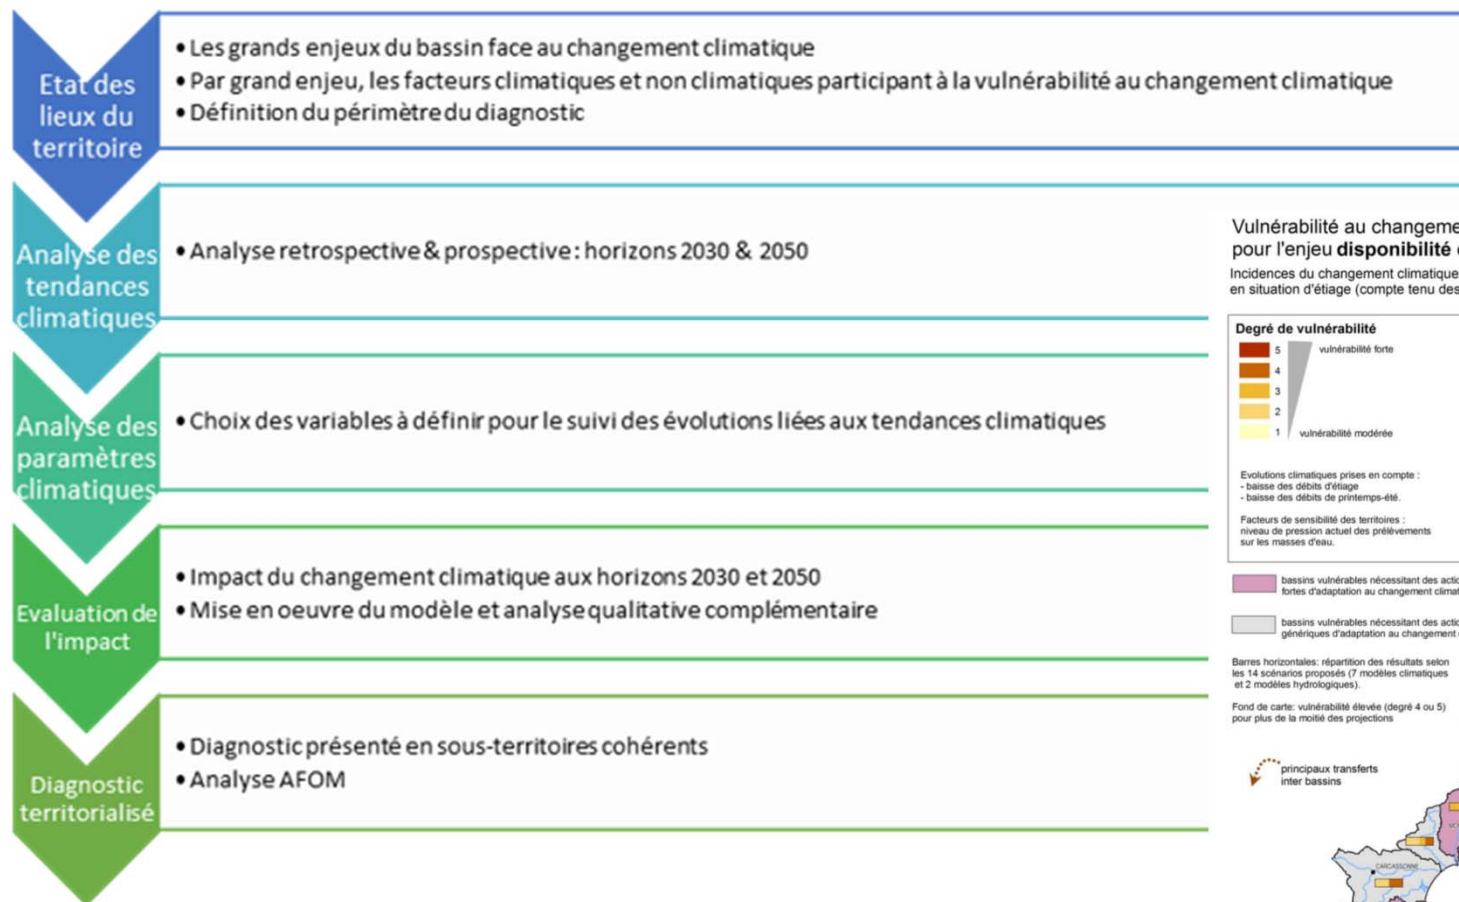 Etat des
lieux du
territoire
• Les grands enjeux du bassin face au changement climatique
• Par grand enjeu, les facteurs climatiques et non climatiques participant à la vulnérabilité au changement climatique
• Définition du périmètre du diagnostic
Analyse des
tendances
climatiques
• Analyse retrospective & prospective : horizons 2030 & 2050
Analyse des
paramètres
climatiques
• Choix des variables à définir pour le suivi des évolutions liées aux tendances climatiques
Evaluation de
l'impact
• Impact du changement climatique aux horizons 2030 et 2050
• Mise en oeuvre du modèle et analyse qualitative complémentaire
Diagnostic
territorialisé
• Diagnostic présenté en sous-territoires cohérents
• Analyse AFOM
Vulnérabilité au changeme
pour l'enjeu disponibilité
Incidences du changement climatique
en situation d'étiage (compte tenu des
Degré de vulnérabilité
5 vulnérabilité forte
4
3
2
1 vulnérabilité modérée
Evolutions climatiques prises en compte :
- baisse des débits d'étiage
- baisse des débits de printemps-été.
Facteurs de sensibilité des territoires :
niveau de pression actuel des prélèvements
sur les masses d'eau.
bassins vulnérables nécessitant des actio
fortes d'adaptation au changement climat
bassins vulnérables nécessitant des actio
génériques d'adaptation au changement
Barres horizontales: répartition des résultats selon
les 14 scénarios proposés (7 modèles climatiques
et 2 modèles hydrologiques).
Fond de carte: vulnérabilité élevée (degré 4 ou 5)
pour plus de la moitié des projections
principaux transferts
inter bassins
CARCASSONNE